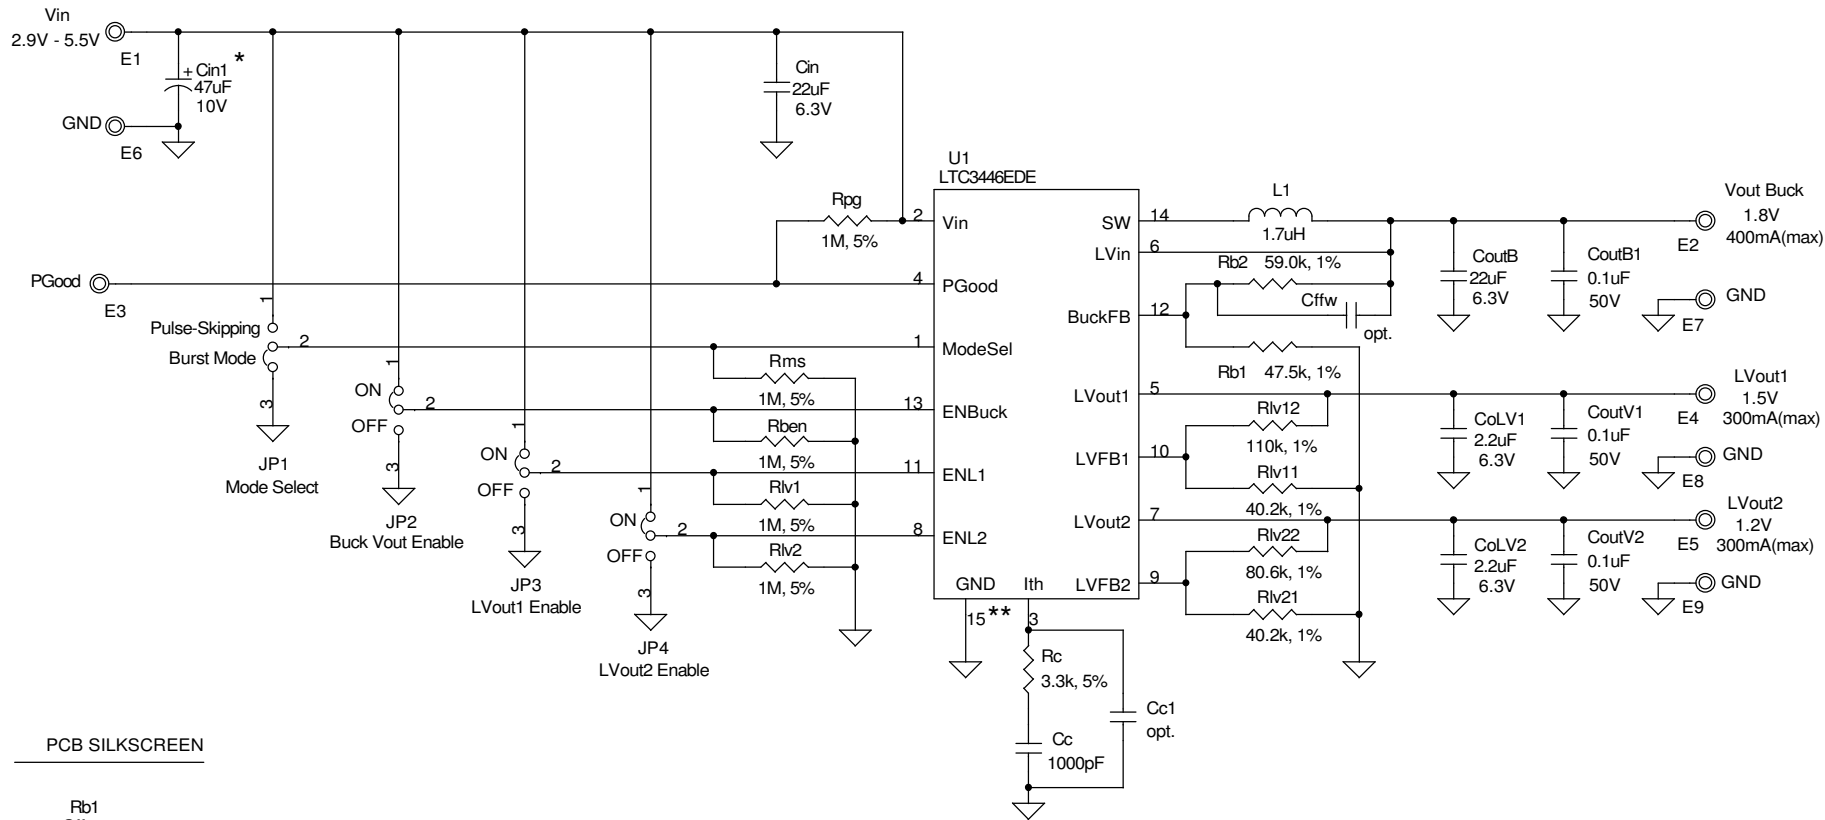 Vin
2.9V - 5.5V
E1
+ Cin1 *
47uF
10V
GND
E6
Cin
22uF
6.3V
U1
LTC3446EDE
Rpg
1M, 5%
PGood
E3
1
Pulse-Skipping
Burst Mode
2
3
JP1
Mode Select
1
ON
OFF
2
3
JP2
Buck Vout Enable
1
ON
OFF
2
3
JP3
LVout1 Enable
1
ON
OFF
2
3
JP4
LVout2 Enable
Rms
1M, 5%
Rben
1M, 5%
Rlv1
1M, 5%
Rlv2
1M, 5%
2 Vin
4 PGood
1 ModeSel
13 ENBuck
11 ENL1
8 ENL2
GND
15 **
Ith
3
SW 14
LVin 6
BuckFB 12
LVout1 5
LVFB1 10
LVout2 7
LVFB2 9
Rc
3.3k, 5%
Cc
1000pF
Cc1
opt.
L1
1.7uH
Rb2 59.0k, 1%
Cffw
opt.
Rb1 47.5k, 1%
Rlv12
110k, 1%
Rlv11
40.2k, 1%
Rlv22
80.6k, 1%
Rlv21
40.2k, 1%
CoutB
22uF
6.3V
CoutB1
0.1uF
50V
Vout Buck
1.8V
400mA(max)
E2
GND
E7
CoLV1
2.2uF
6.3V
CoutV1
0.1uF
50V
LVout1
1.5V
300mA(max)
E4
GND
E8
CoLV2
2.2uF
6.3V
CoutV2
0.1uF
50V
LVout2
1.2V
300mA(max)
E5
GND
E9
PCB SILKSCREEN
Rb1